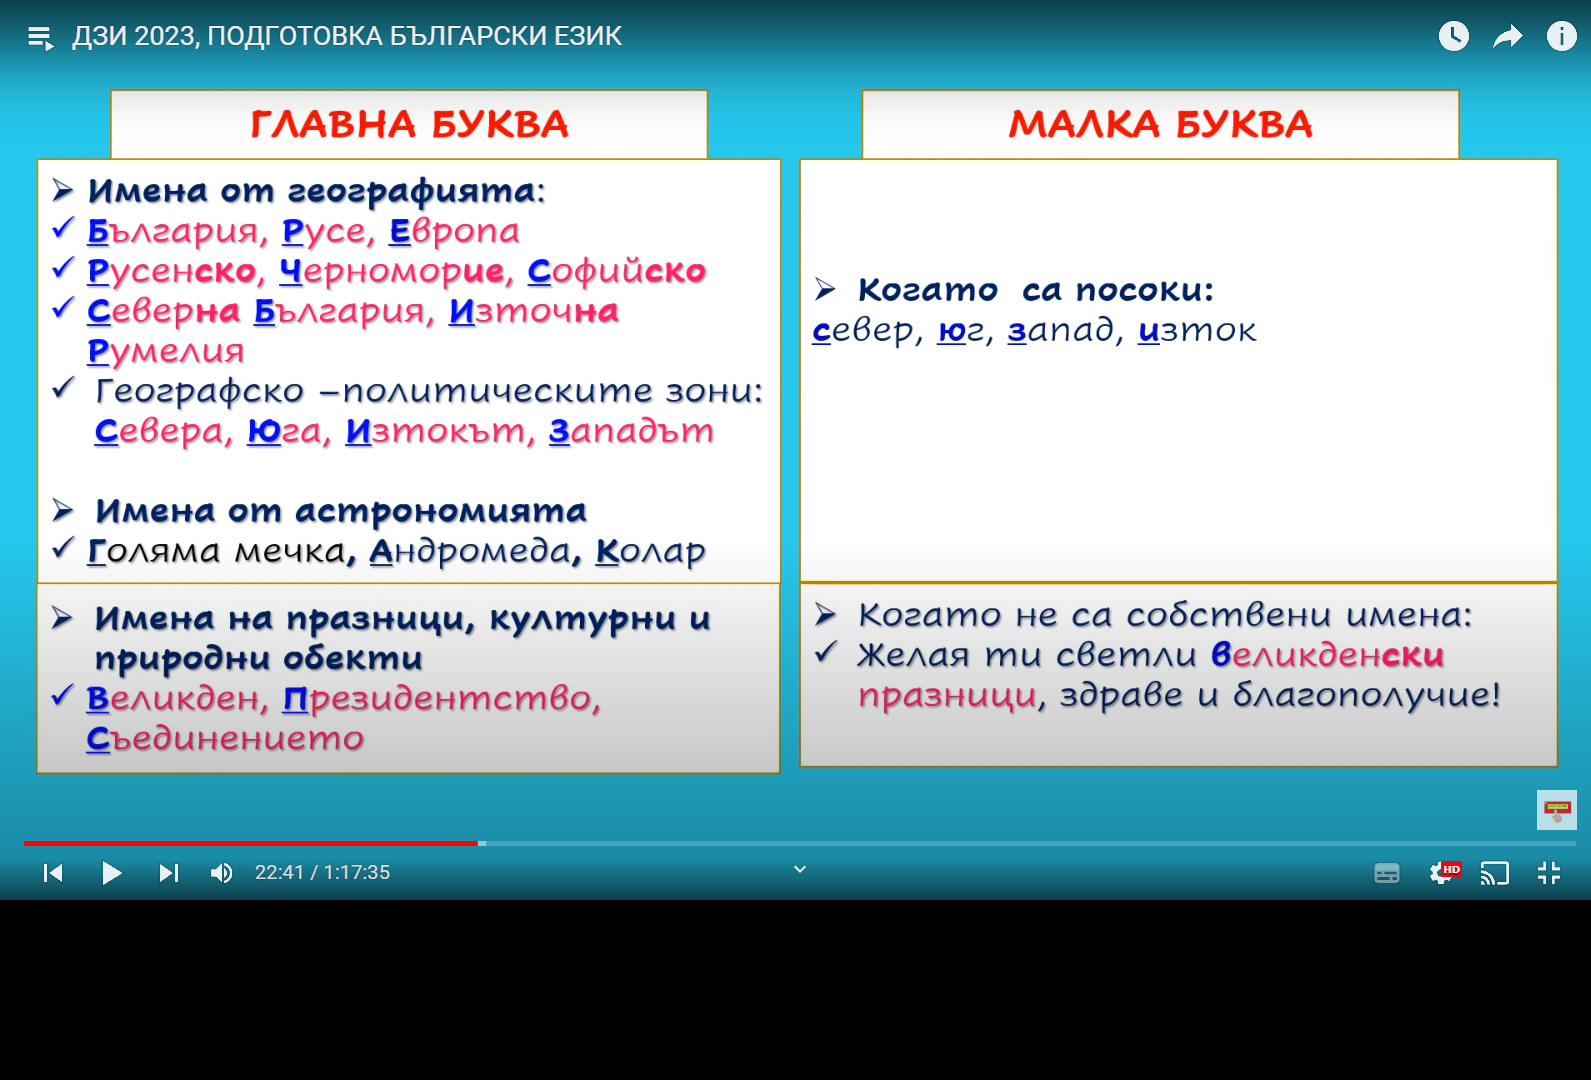 ДЗИ 2023, ПОДГОТОВКА БЪЛГАРСКИ ЕЗИК
ГЛАВНА БУКВА
Имена от географията:
България, Русе, Европа
Русенско, Черноморие, Софийско
Северна България, Източна
Румелия
Географско –политическите зони:
Севера, Юга, Изтокът, Западът
Имена от астрономията
Голяма мечка, Андромеда, Колар
Имена на празници, културни и
природни обекти
Великден, Президентство,
Съединението
МАЛКА БУКВА
Когато са посоки:
север, юг, запад, изток
Когато не са собствени имена:
Желая ти светли великденски
празници, здраве и благополучие!
22:41 / 1:17:35
HD